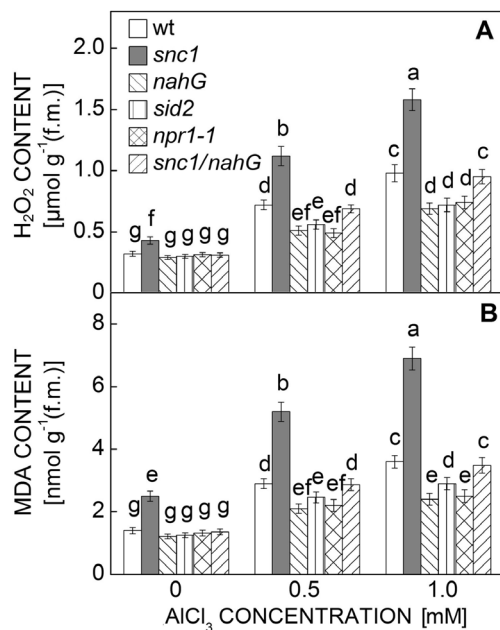 wt
snc1
nahG
sid2
npr1-1
snc1/nahG
A
H₂O₂ CONTENT
[µmol g⁻¹(f.m.)]
2.0
1.5
1.0
0.5
0.0
g f g g g g
d b ef e ef d
c a d d d c
B
MDA CONTENT
[nmol g⁻¹(f.m.)]
8
6
4
2
0
g e g g g g
d b ef e ef d
c a e d e c
0 0.5 1.0
AlCl₃ CONCENTRATION [mM]